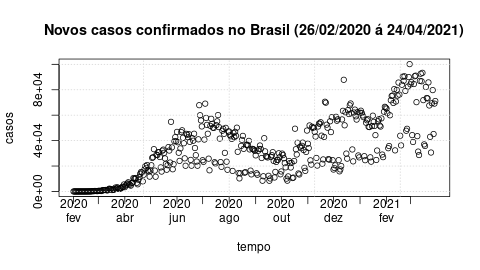 Novos casos confirmados no Brasil (26/02/2020 á 24/04/2021)
casos
8e+04
4e+04
0e+00
2020 2020 2020 2020 2020 2020 2021
fev abr jun ago out dez fev
tempo